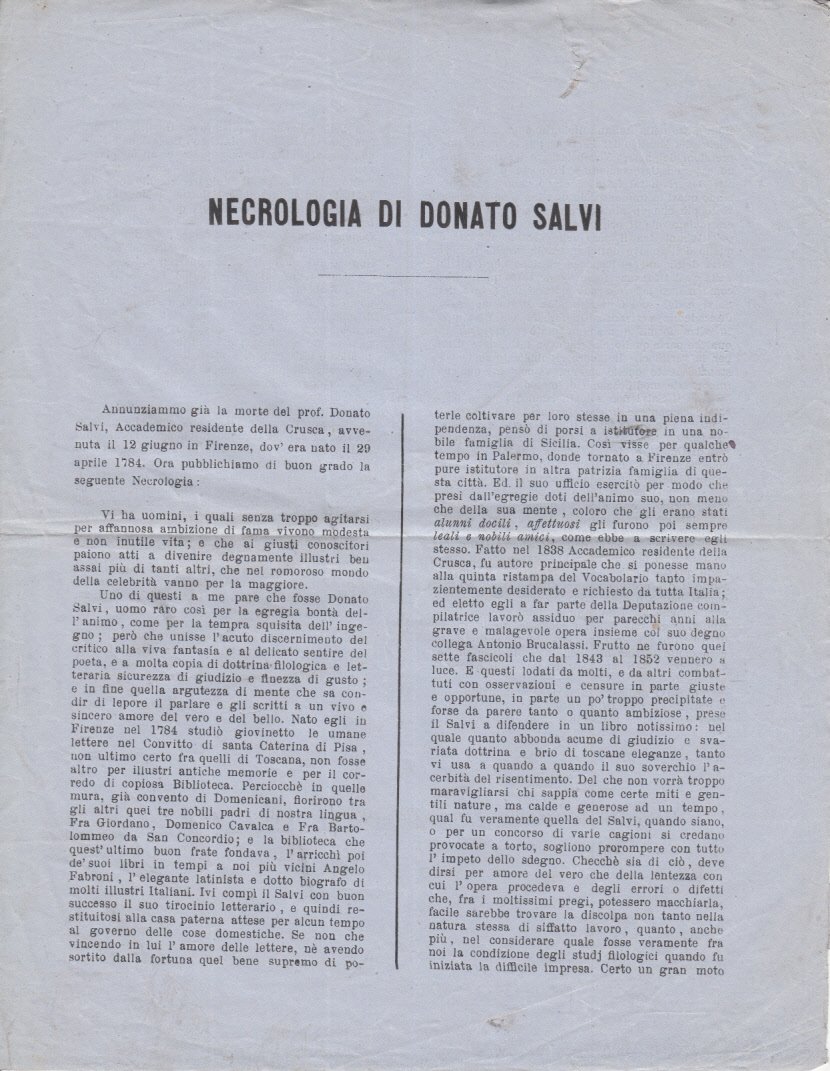 NECROLOGIA DI DONATO SALVI
Annunziammo già la morte del prof. Donato
Salvi, Accademico residente della Crusca, avve-
nuta il 12 giugno in Firenze, dov' era nato il 29
aprile 1784. Ora pubblichiamo di buon grado la
seguente Necrologia:
Vi ha uomini, i quali senza troppo agitarsi
per affannosa ambizione di fama vivono modesta
e non inutile vita; e che ai giusti conoscitori
paiono atti a divenire degnamente illustri ben
assai più di tanti altri, che nel romoroso mondo
della celebrità vanno per la maggiore.
Uno di questi a me pare che fosse Donato
Salvi, uomo raro così per la egregia bontà del-
l'animo, come per la tempra squisita dell' inge-
gno; però che unisse l'acuto discernimento del
critico alla viva fantasia e al delicato sentire del
poeta, e a molta copia di dottrina filologica e let-
teraria sicurezza di giudizio e finezza di gusto;
e in fine quella argutezza di mente che sa con-
dir di lepore il parlare e gli scritti a un vivo e
sincero amore del vero e del bello. Nato egli in
Firenze nel 1784 studiò giovinetto le umane
lettere nel Convitto di santa Caterina di Pisa,
non ultimo certo fra quelli di Toscana, non fosse
altro per illustri antiche memorie e per il cor-
redo di copiosa Biblioteca. Perciocchè in quelle
mura, già convento di Domenicani, fiorirono tra
gli altri quei tre nobili padri di nostra lingua,
Fra Giordano, Domenico Cavalca e Fra Barto-
lommeo da San Concordio; e la biblioteca che
quest' ultimo buon frate fondava, l' arricchì poi
de' suoi libri in tempi a noi più vicini Angelo
Fabroni, l' elegante latinista e dotto biografo di
molti illustri Italiani. Ivi compì il Salvi con buon
successo il suo tirocinio letterario, e quindi re-
stituitosi alla casa paterna attese per alcun tempo
al governo delle cose domestiche. Se non che
vincendo in lui l' amore delle lettere, nè avendo
sortito dalla fortuna quel bene supremo di po-
terle coltivare per loro stesse in una piena indi-
pendenza, pensò di porsi a istitutore in una no-
bile famiglia di Sicilia. Così visse per qualche
tempo in Palermo, donde tornato a Firenze entrò
pure istitutore in altra patrizia famiglia di que-
sta città. Ed il suo ufficio esercitò per modo che
presi dall'egregie doti dell'animo suo, non meno
che della sua mente, coloro che gli erano stati
alunni docili, affettuosi gli furono poi sempre
leali e nobili amici, come ebbe a scrivere egli
stesso. Fatto nel 1838 Accademico residente della
Crusca, fu autore principale che si ponesse mano
alla quinta ristampa del Vocabolario tanto impa-
zientemente desiderato e richiesto da tutta Italia;
ed eletto egli a far parte della Deputazione com-
pilatrice lavorò assiduo per parecchi anni alla
grave e malagevole opera insieme col suo degno
collega Antonio Brucalassi. Frutto ne furono quei
sette fascicoli che dal 1843 al 1852 vennero a
luce. E questi lodati da molti, e da altri combat-
tuti con osservazioni e censure in parte giuste
e opportune, in parte un po' troppo precipitate e
forse da parere tanto o quanto ambiziose, prese
il Salvi a difendere in un libro notissimo: nel
quale quanto abbonda acume di giudizio e sva-
riata dottrina e brio di toscane eleganze, tanto
vi usa a quando a quando il suo soverchio l'a-
cerbità del risentimento. Del che non vorrà troppo
maravigliarsi chi sappia come certe miti e gen-
tili nature, ma calde e generose ad un tempo,
qual fu veramente quella del Salvi, quando siano,
o per un concorso di varie cagioni si credano
provocate a torto, sogliono prorompere con tutto
l' impeto dello sdegno. Checchè sia di ciò, deve
dirsi per amore del vero che della lentezza con
cui l' opera procedeva e degli errori o difetti
che, fra i moltissimi pregi, potessero macchiarla,
facile sarebbe trovare la discolpa non tanto nella
natura stessa di siffatto lavoro, quanto, anche
più, nel considerare quale fosse veramente fra
noi la condizione degli studj filologici quando fu
iniziata la difficile impresa. Certo un gran moto